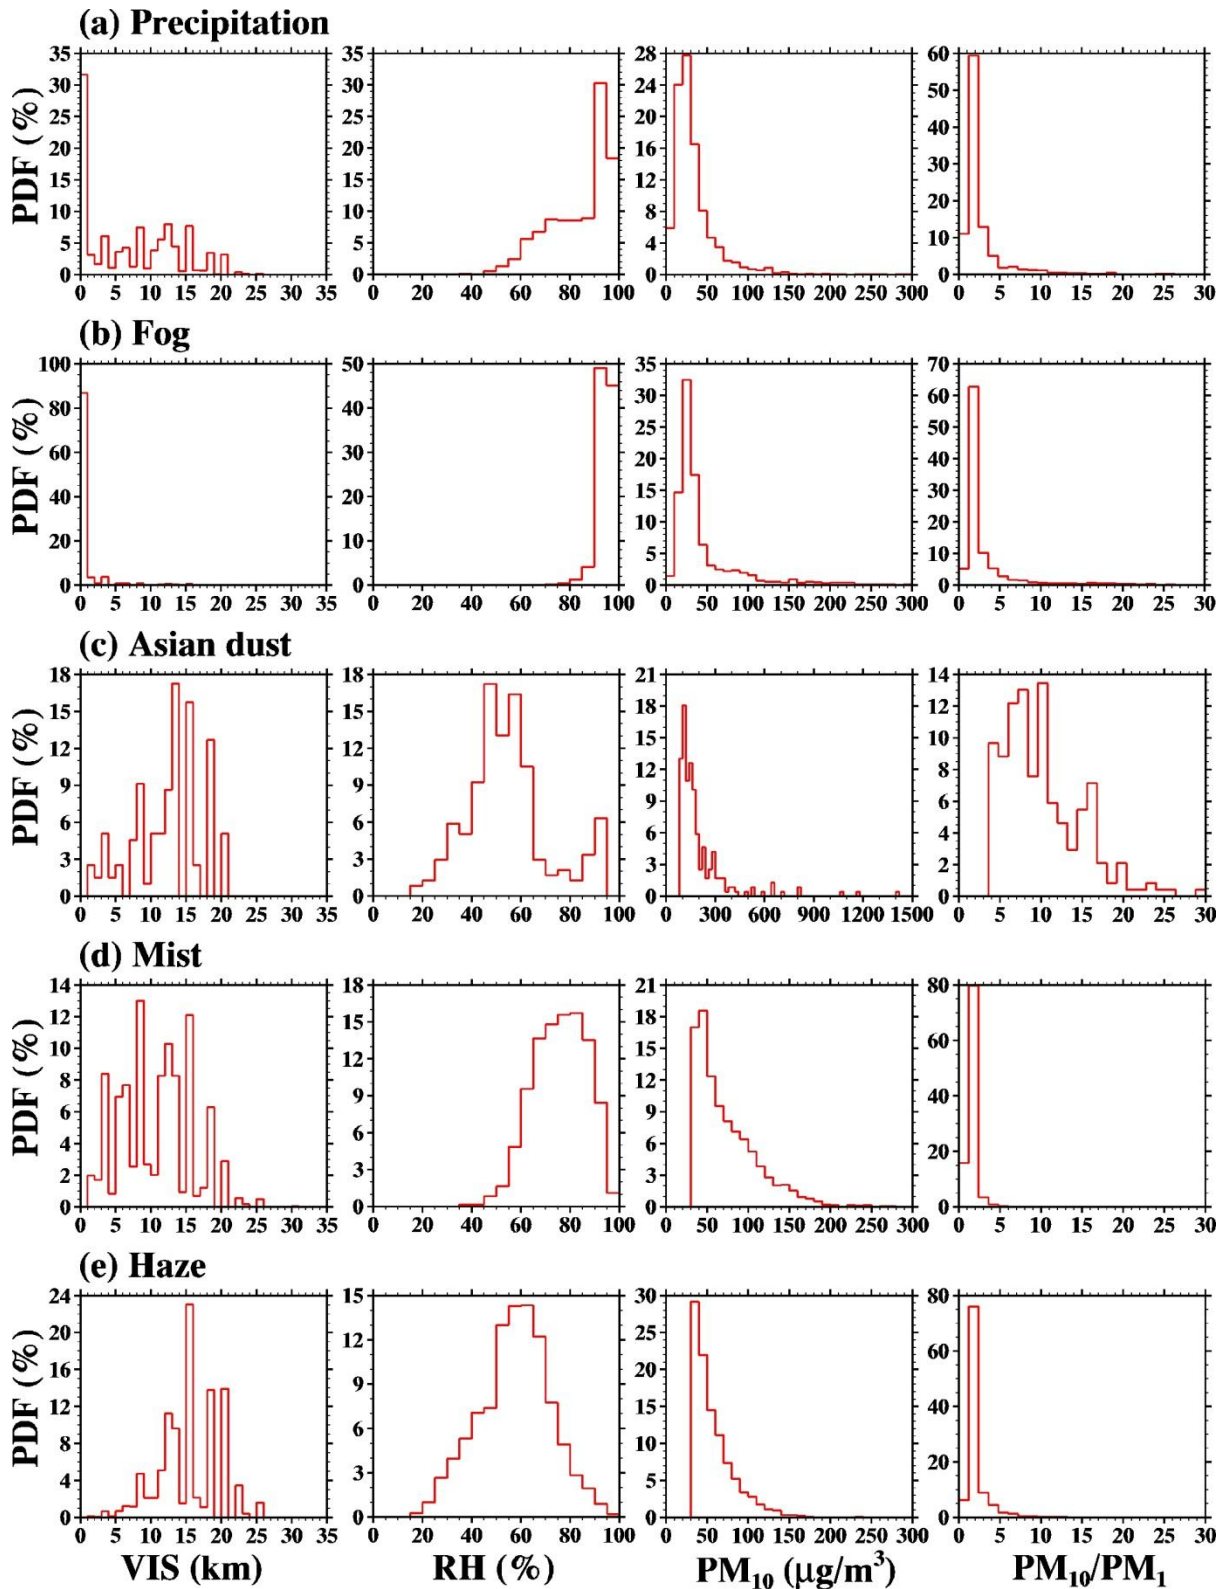 (a) Precipitation
PDF (%)
35 30 25 20 15 10 5 0
0 5 10 15 20 25 30 35
35 30 25 20 15 10 5 0
0 20 40 60 80 100
28 24 20 16 12 8 4 0
0 50 100 150 200 250 300
60 50 40 30 20 10 0
0 5 10 15 20 25 30
(b) Fog
PDF (%)
100 80 60 40 20 0
0 5 10 15 20 25 30 35
50 40 30 20 10 0
0 20 40 60 80 100
35 30 25 20 15 10 5 0
0 50 100 150 200 250 300
70 60 50 40 30 20 10 0
0 5 10 15 20 25 30
(c) Asian dust
PDF (%)
18 15 12 9 6 3 0
0 5 10 15 20 25 30 35
18 15 12 9 6 3 0
0 20 40 60 80 100
21 18 15 12 9 6 3 0
0 300 600 900 1200 1500
14 12 10 8 6 4 2 0
0 5 10 15 20 25 30
(d) Mist
PDF (%)
14 12 10 8 6 4 2 0
0 5 10 15 20 25 30 35
18 15 12 9 6 3 0
0 20 40 60 80 100
21 18 15 12 9 6 3 0
0 50 100 150 200 250 300
80 60 40 20 0
0 5 10 15 20 25 30
(e) Haze
PDF (%)
24 20 16 12 8 4 0
0 5 10 15 20 25 30 35
15 12 9 6 3 0
0 20 40 60 80 100
30 25 20 15 10 5 0
0 50 100 150 200 250 300
80 60 40 20 0
0 5 10 15 20 25 30
VIS (km) RH (%) PM₁₀ (µg/m³) PM₁₀/PM₁